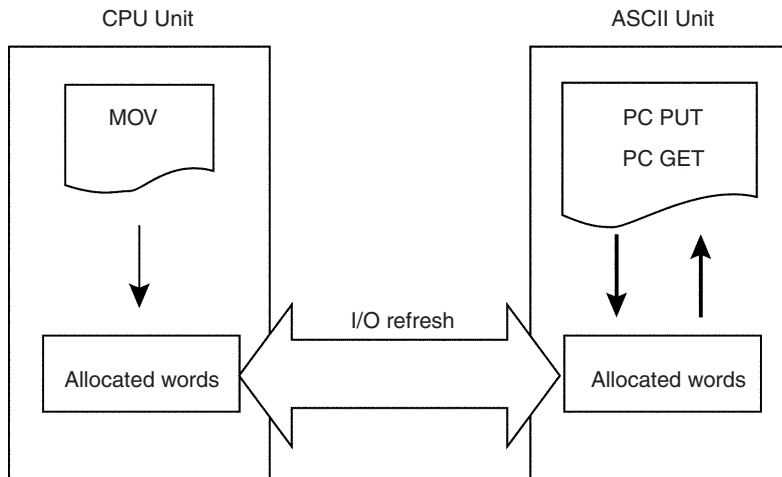 CPU Unit
ASCII Unit
MOV
PC PUT
PC GET
I/O refresh
Allocated words
Allocated words